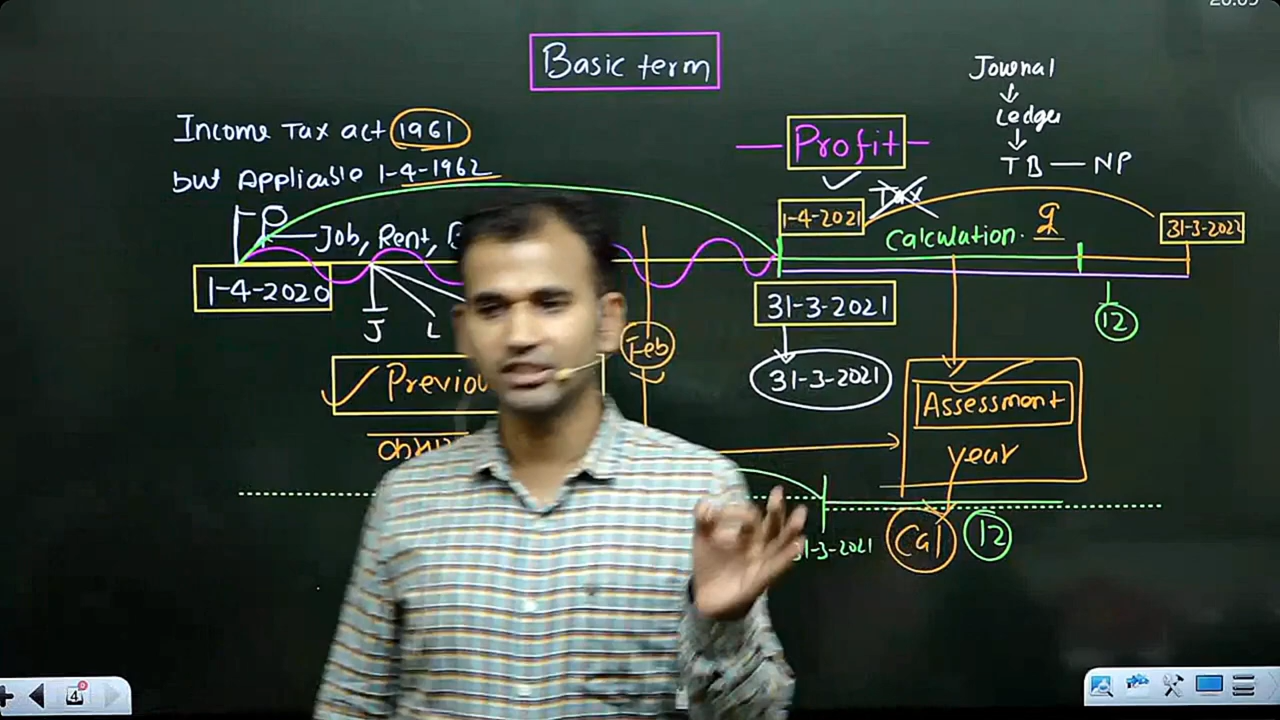 Basic term
Journal
Ledger
TB — NP
Income Tax act 1961
but Applicable 1-4-1962
Profit
Tax
1-4-2021
Calculation.
31-3-2022
Job, Rent,
1-4-2020
J
L
31-3-2021
12
Feb
31-3-2021
Assessment
year
31-3-2021
Cal
12
4